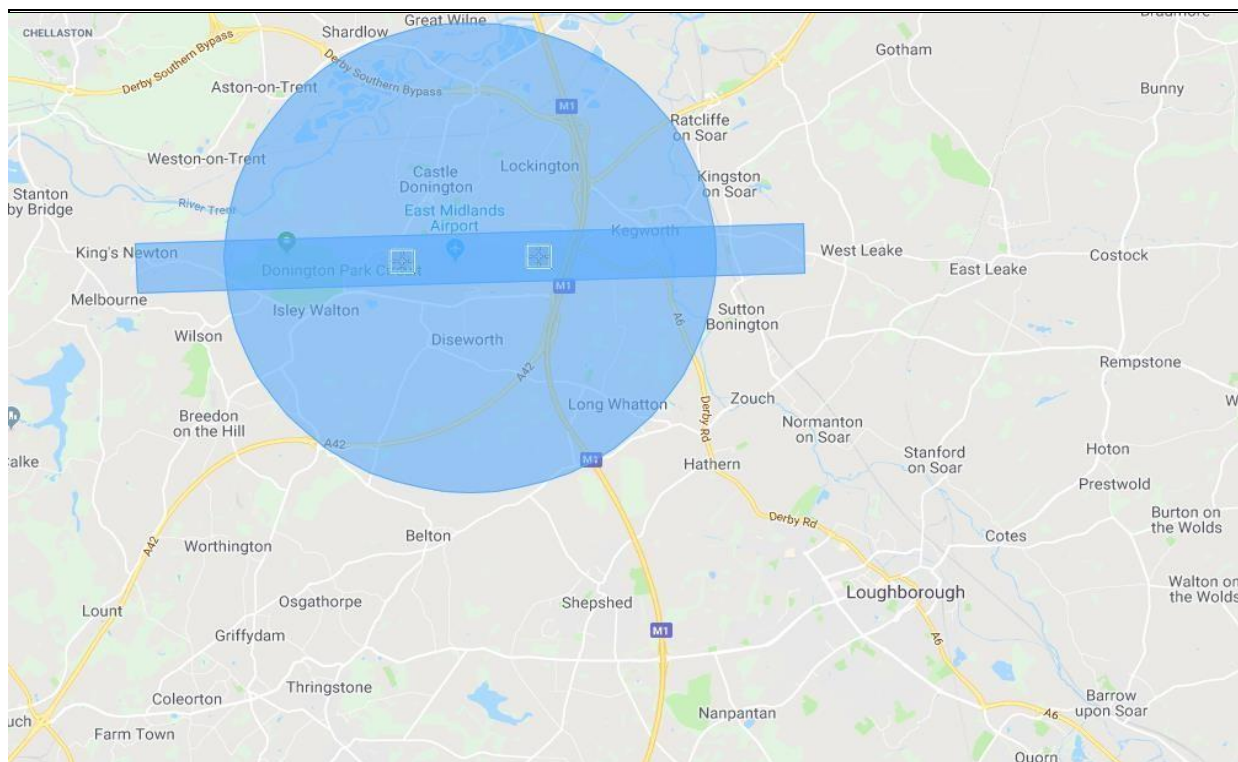 Great Wilne
CHELLASTON
Shardlow
Derby Southern Bypass
Derby Southern Bypass
Gotham
Aston-on-Trent
Bunny
M1
Ratcliffe
on Soar
Weston-on-Trent
Lockington
Castle
Donington
Kingston
on Soar
Stanton
by Bridge
River Trent
East Midlands
Airport
Kegworth
King's Newton
West Leake
Costock
East Leake
Donington Park Circuit
M1
Melbourne
Isley Walton
Sutton
Bonington
A6
Wilson
Diseworth
Rempstone
A42
Zouch
Long Whatton
Derby Rd
Breedon
on the Hill
Normanton
on Soar
A42
Stanford
on Soar
Hoton
M1
Hathern
Prestwold
Derby Rd
Burton on
the Wolds
Belton
Cotes
A42
Worthington
Walton on
the Wolds
Loughborough
Osgathorpe
Shepshed
Lount
M1
Griffydam
A6
Thringstone
Coleorton
Barrow
upon Soar
Nanpantan
A6
Farm Town